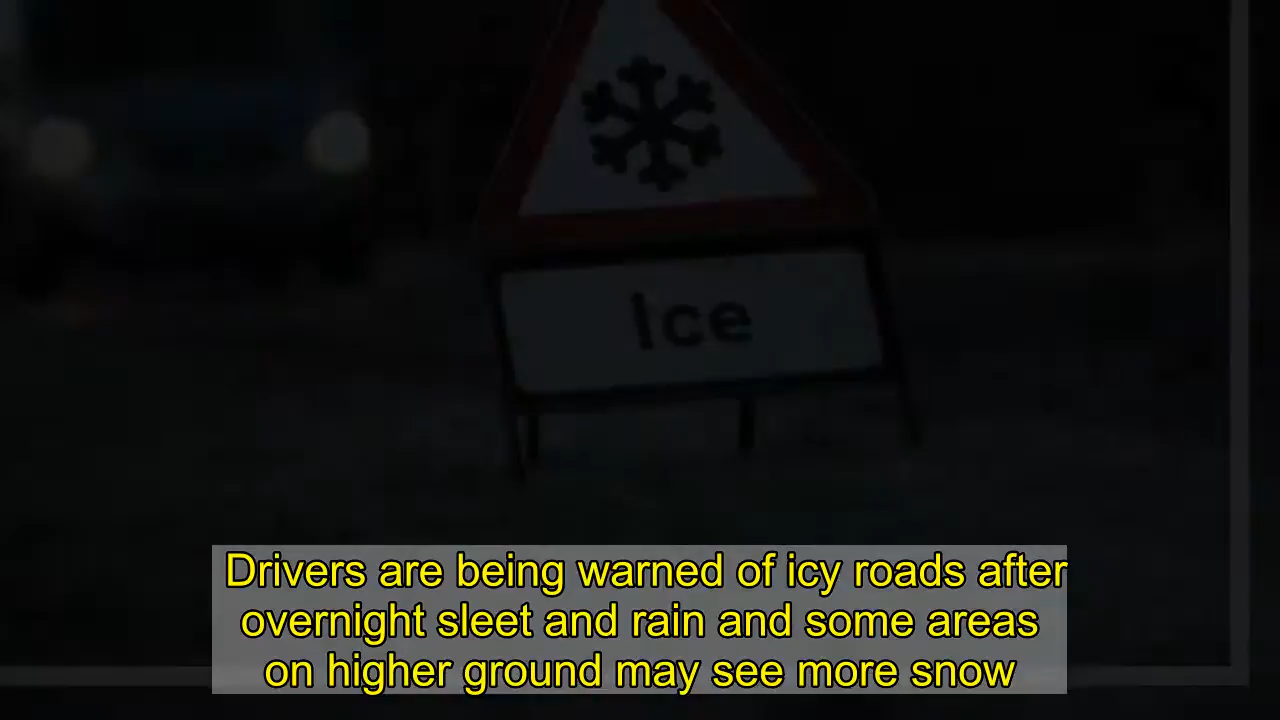 Ice
Drivers are being warned of icy roads after
overnight sleet and rain and some areas
on higher ground may see more snow